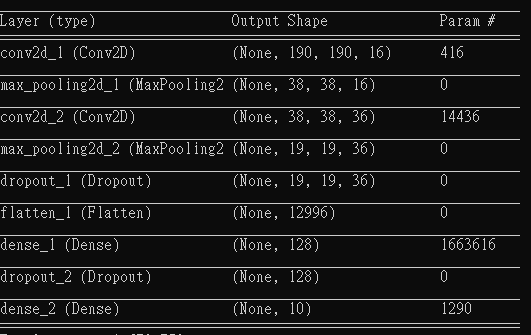 Layer (type) Output Shape Param #
conv2d_1 (Conv2D) (None, 190, 190, 16) 416
max_pooling2d_1 (MaxPooling2 (None, 38, 38, 16) 0
conv2d_2 (Conv2D) (None, 38, 38, 36) 14436
max_pooling2d_2 (MaxPooling2 (None, 19, 19, 36) 0
dropout_1 (Dropout) (None, 19, 19, 36) 0
flatten_1 (Flatten) (None, 12996) 0
dense_1 (Dense) (None, 128) 1663616
dropout_2 (Dropout) (None, 128) 0
dense_2 (Dense) (None, 10) 1290